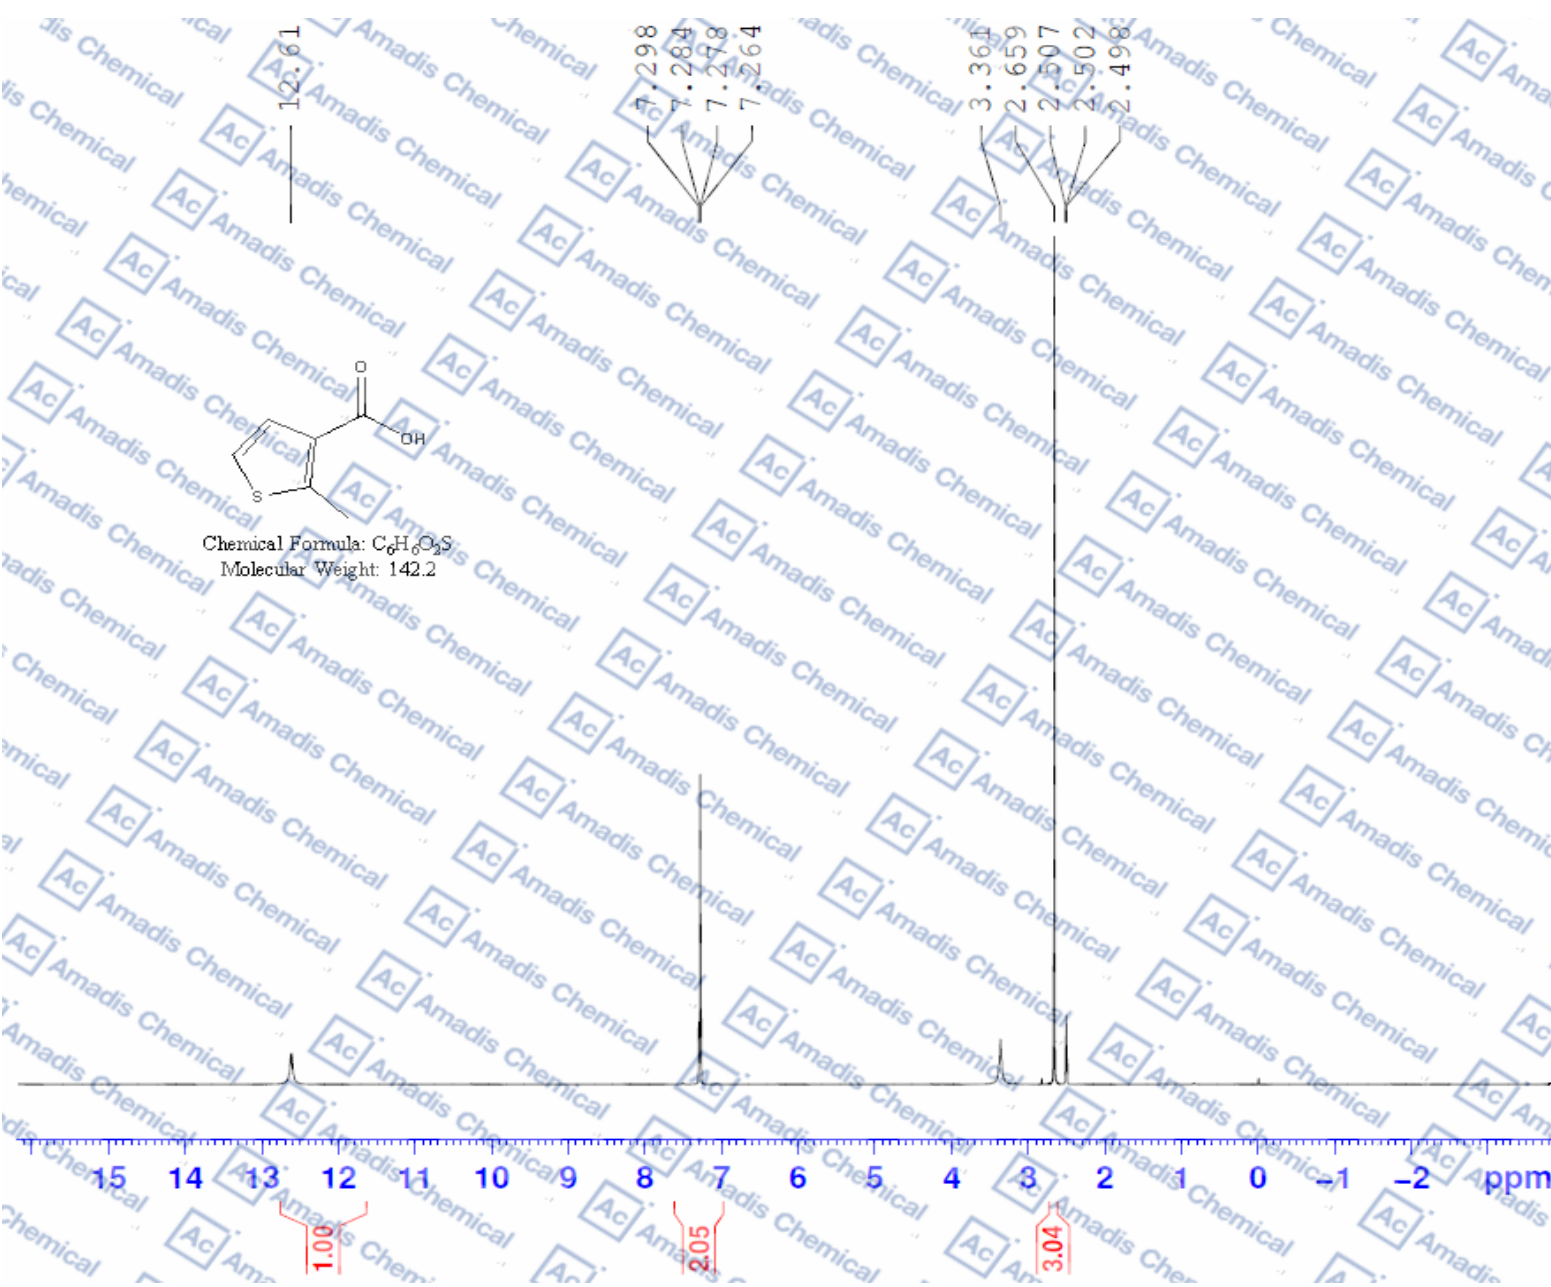 12.61
7.298
7.284
7.278
7.264
3.361
2.659
2.507
2.502
2.498
O
OH
S
Chemical Formula: C₆H₆O₂S
Molecular Weight: 142.2
15 14 13 12 11 10 9 8 7 6 5 4 3 2 1 0 -1 -2 ppm
1.00
2.05
3.04
Ac Amadis Chemical